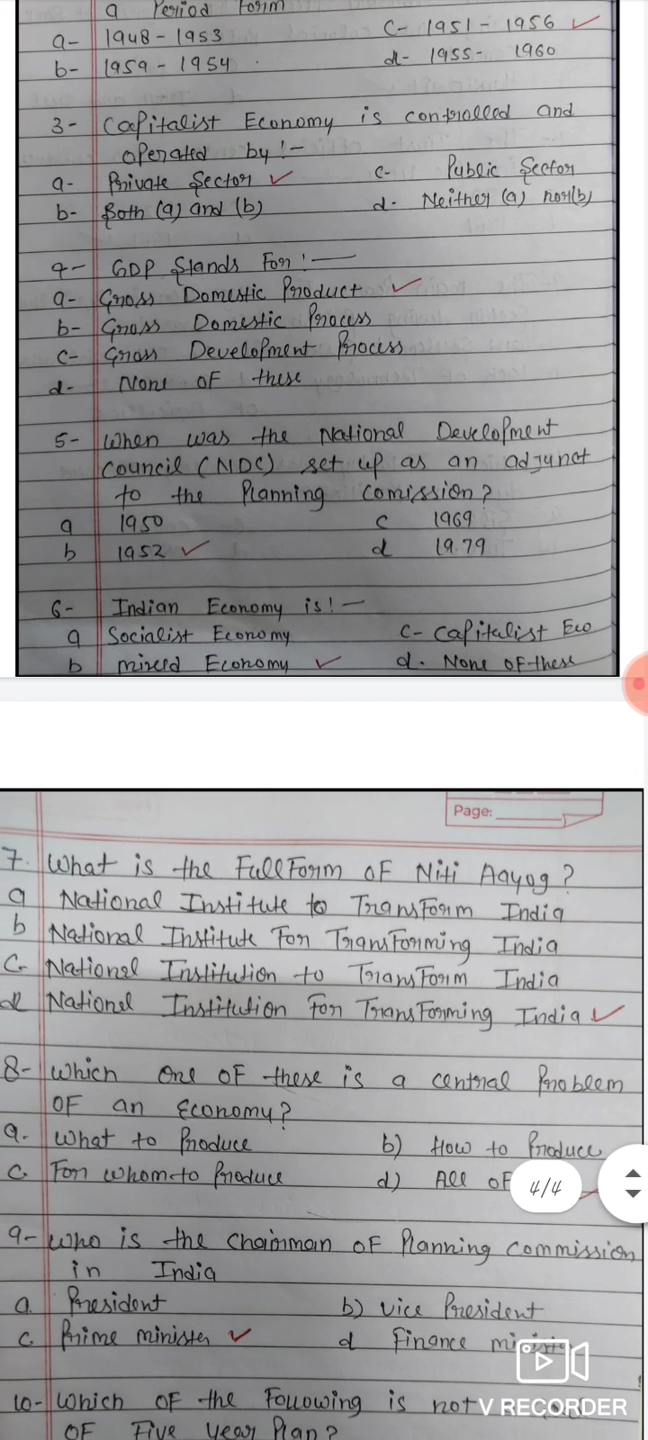 a Period Form
a- 1948 - 1953 c- 1951 - 1956
b- 1959 - 1954 d- 1955- 1960
3- Capitalist Economy is controlled and
operated by :-
a- Private Sector c- Public Sector
b- Both (a) and (b) d- Neither (a) nor(b)
4- GDP Stands For :-
a- Gross Domestic Product
b- Gross Domestic Process
c- Gross Development Process
d- None of these
5- When was the National Development
Council (NDC) set up as an adjunct
to the Planning Comission?
a 1950 c 1969
b 1952 d 19.79
6- Indian Economy is :-
a Socialist Economy c- Capitalist Eco
b mixed Economy d. None of these
Page:
7. What is the Full Form of Niti Aayog?
a National Institute to Transform India
b National Institute For Transforming India
c- National Institution to Transform India
d National Institution For Transforming India
8- Which one of these is a central Problem
of an Economy?
a. What to Produce b) How to Produce
c. For whom to Produce d) All of
4/4
9- Who is the Chairman of Planning Commission
in India
a. President b) Vice President
c. Prime minister d Finance
V RECORDER
10- Which of the Following is not
of Five year Plan?